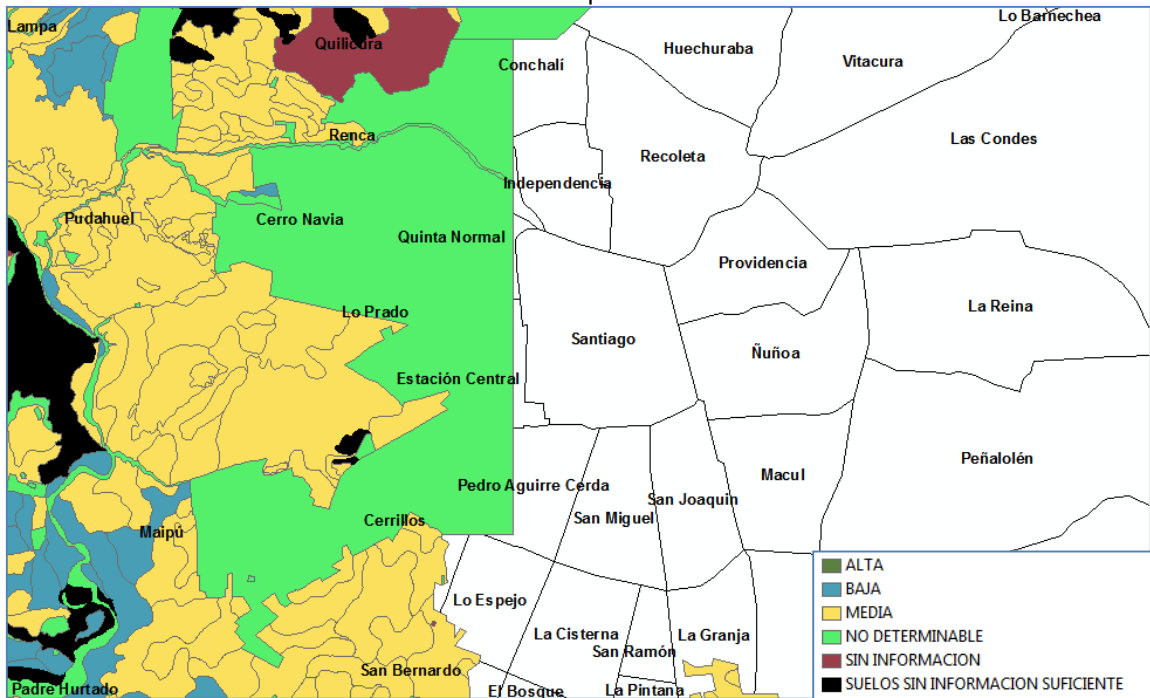 Lampa
Quilicura
Conchalí
Huechuraba
Lo Barnechea
Vitacura
Renca
Recoleta
Las Condes
Independencia
Pudahuel
Cerro Navia
Quinta Normal
Providencia
La Reina
Lo Prado
Santiago
Ñuñoa
Estación Central
Pedro Aguirre Cerda
San Joaquin
Macul
Peñalolén
San Miguel
Cerrillos
Maipú
Lo Espejo
La Cisterna
La Granja
San Ramón
San Bernardo
Padre Hurtado
El Bosque
La Pintana
ALTA
BAJA
MEDIA
NO DETERMINABLE
SIN INFORMACION
SUELOS SIN INFORMACION SUFICIENTE